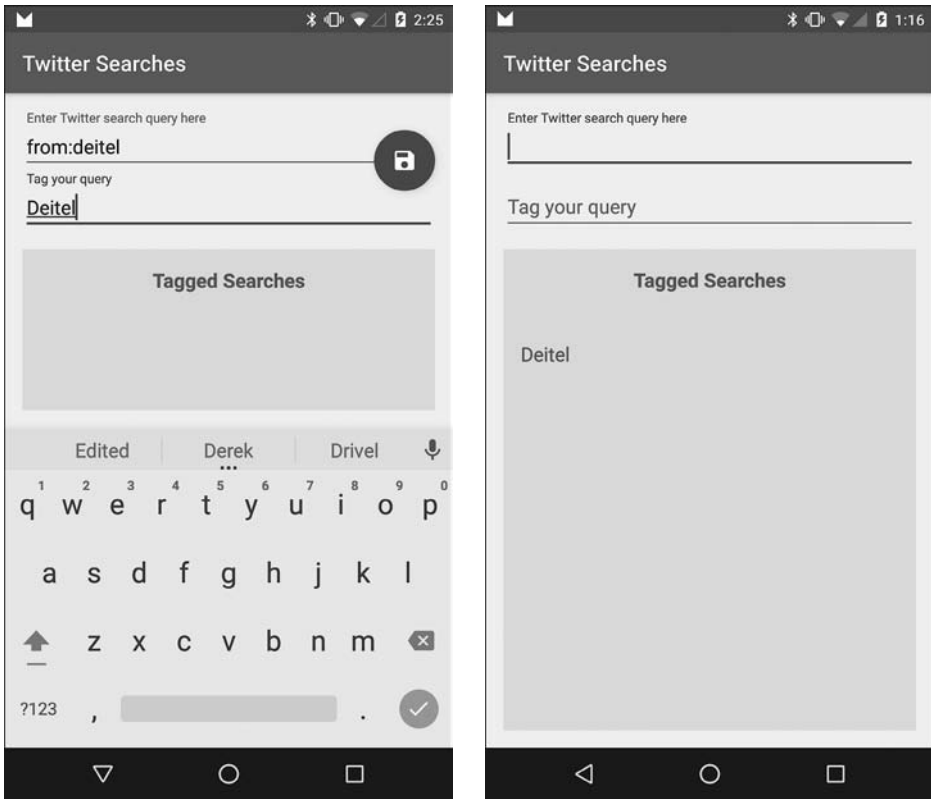 2:25
Twitter Searches
Enter Twitter search query here
from:deitel
Tag your query
Deitel
Tagged Searches
Edited Derek Drivel
1 2 3 4 5 6 7 8 9 0
q w e r t y u i o p
a s d f g h j k l
z x c v b n m
?123 , .
1:16
Twitter Searches
Enter Twitter search query here
Tag your query
Tagged Searches
Deitel